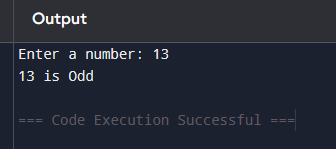 Output
Enter a number: 13
13 is Odd
=== Code Execution Successful ===